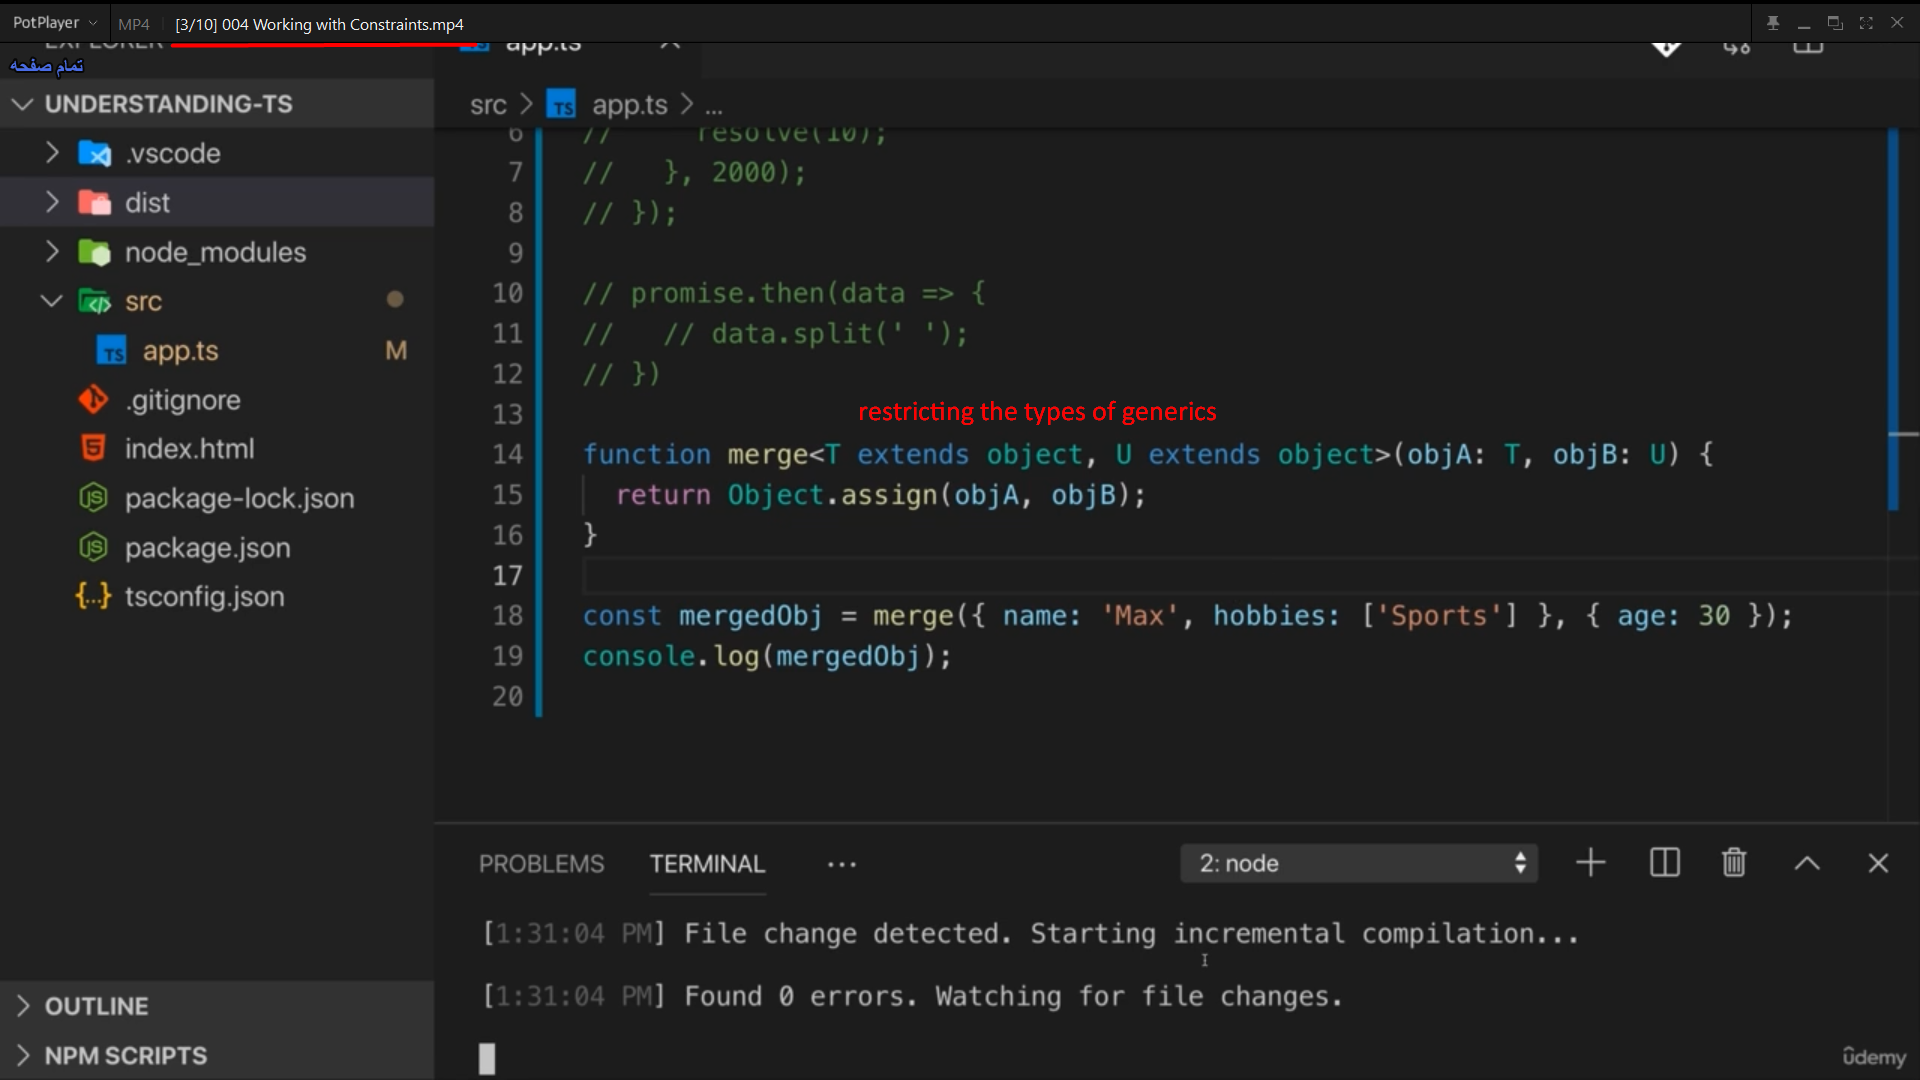 PotPlayer
MP4
[3/10] 004 Working with Constraints.mp4
EXPLORER
app.ts
تمام صفحه
UNDERSTANDING-TS
.vscode
dist
node_modules
src
app.ts M
.gitignore
index.html
package-lock.json
package.json
tsconfig.json
OUTLINE
NPM SCRIPTS
src > TS app.ts > ...
6 //     resolve(10);
7 //   }, 2000);
8 // });
9
10 // promise.then(data => {
11 //   // data.split(' ');
12 // })
13
restricting the types of generics
14 function merge<T extends object, U extends object>(objA: T, objB: U) {
15   return Object.assign(objA, objB);
16 }
17
18 const mergedObj = merge({ name: 'Max', hobbies: ['Sports'] }, { age: 30 });
19 console.log(mergedObj);
20
PROBLEMS TERMINAL ... 2: node
[1:31:04 PM] File change detected. Starting incremental compilation...
[1:31:04 PM] Found 0 errors. Watching for file changes.
ûdemy